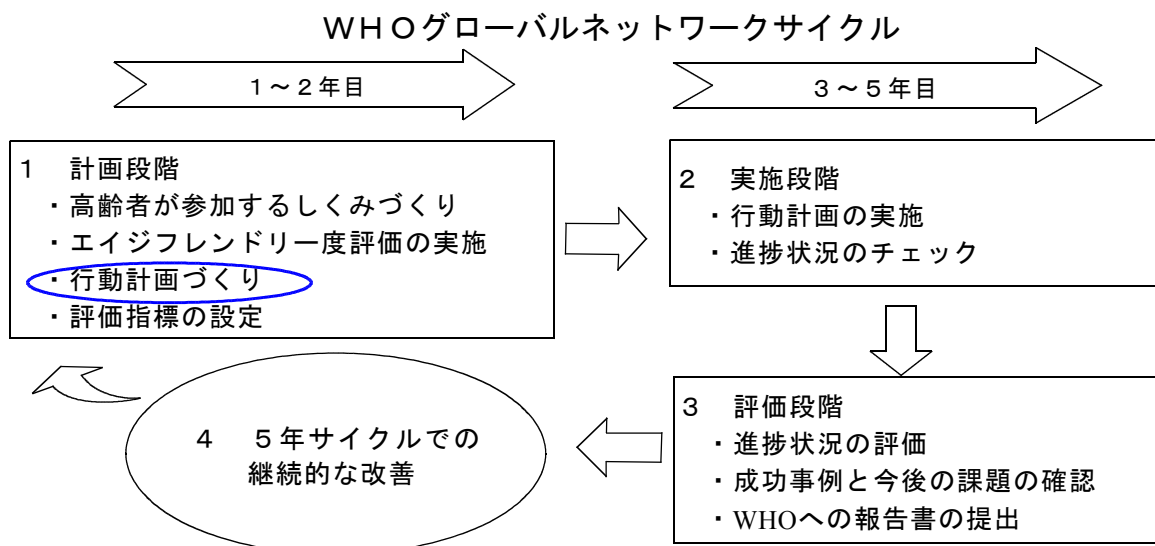 ＷＨＯグローバルネットワークサイクル
１～２年目
３～５年目
１　計画段階
・高齢者が参加するしくみづくり
・エイジフレンドリー度評価の実施
・行動計画づくり
・評価指標の設定
２　実施段階
・行動計画の実施
・進捗状況のチェック
３　評価段階
・進捗状況の評価
・成功事例と今後の課題の確認
・WHOへの報告書の提出
４　５年サイクルでの
継続的な改善